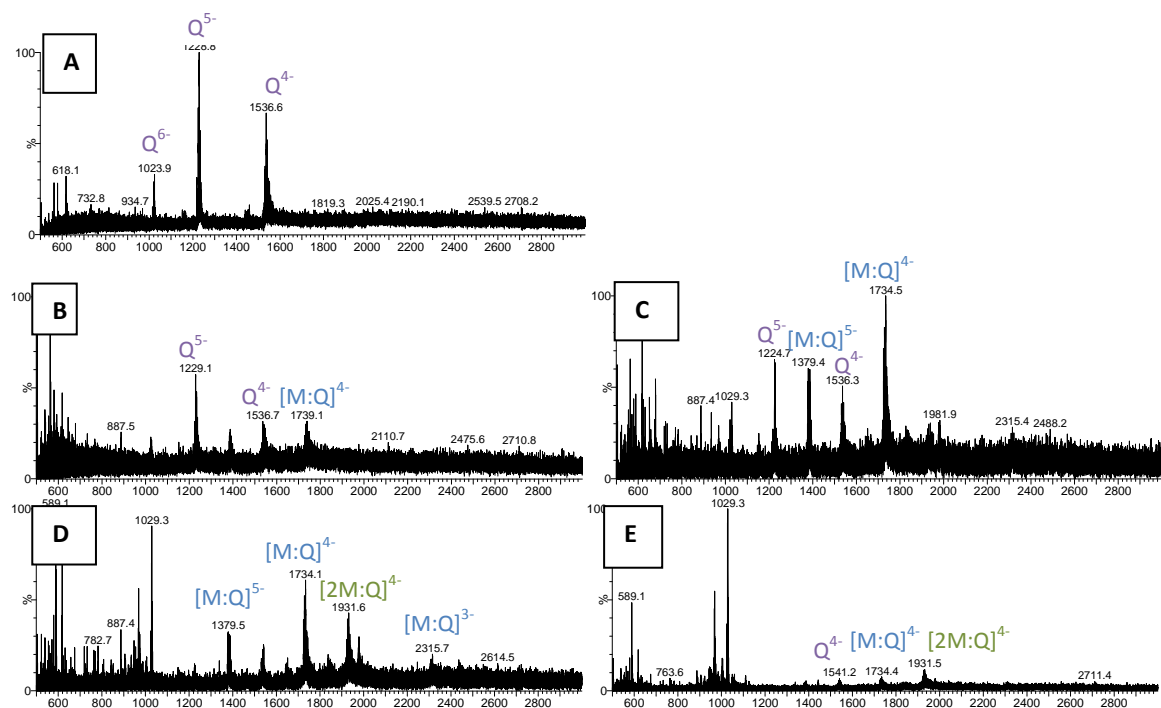 Q5-
1228.8
100
A
Q4-
1536.6
Q6-
1023.9
%
618.1
732.8
934.7
1819.3
2025.4
2190.1
2539.5
2708.2
0
600 800 1000 1200 1400 1600 1800 2000 2200 2400 2600 2800
100
B
Q5-
1229.1
%
Q4-
1536.7
[M:Q]4-
1739.1
887.5
2110.7
2475.6
2710.8
0
600 800 1000 1200 1400 1600 1800 2000 2200 2400 2600 2800
[M:Q]4-
1734.5
100
C
Q5-
1224.7
[M:Q]5-
1379.4
Q4-
1536.3
%
887.4
1029.3
1981.9
2315.4
2488.2
0
600 800 1000 1200 1400 1600 1800 2000 2200 2400 2600 2800
589.1
100
D
1029.3
[M:Q]4-
1734.1
[M:Q]5-
1379.5
[2M:Q]4-
1931.6
[M:Q]3-
2315.7
%
887.4
782.7
2614.5
0
600 800 1000 1200 1400 1600 1800 2000 2200 2400 2600 2800
1029.3
100
E
589.1
%
Q4-
1541.2
[M:Q]4-
1734.4
[2M:Q]4-
1931.5
763.6
2711.4
0
600 800 1000 1200 1400 1600 1800 2000 2200 2400 2600 2800